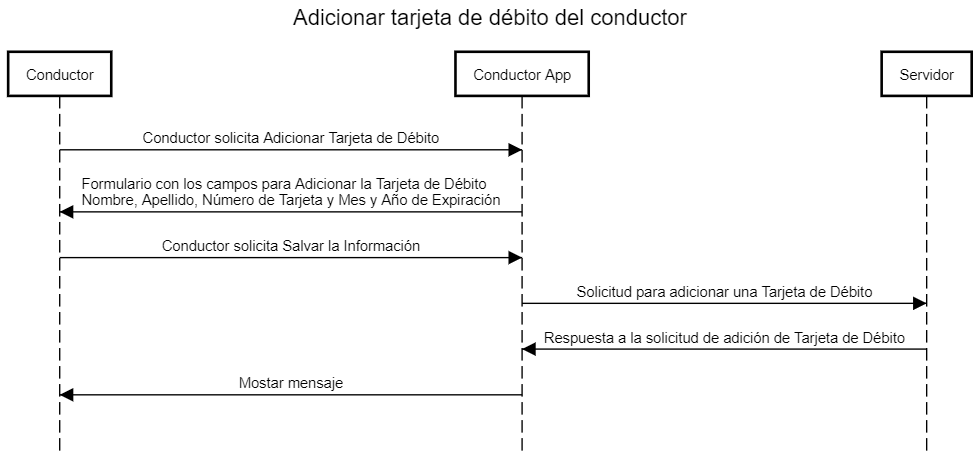 Adicionar tarjeta de débito del conductor
Conductor
Conductor App
Servidor
Conductor solicita Adicionar Tarjeta de Débito
Formulario con los campos para Adicionar la Tarjeta de Débito
Nombre, Apellido, Número de Tarjeta y Mes y Año de Expiración
Conductor solicita Salvar la Información
Solicitud para adicionar una Tarjeta de Débito
Respuesta a la solicitud de adición de Tarjeta de Débito
Mostar mensaje